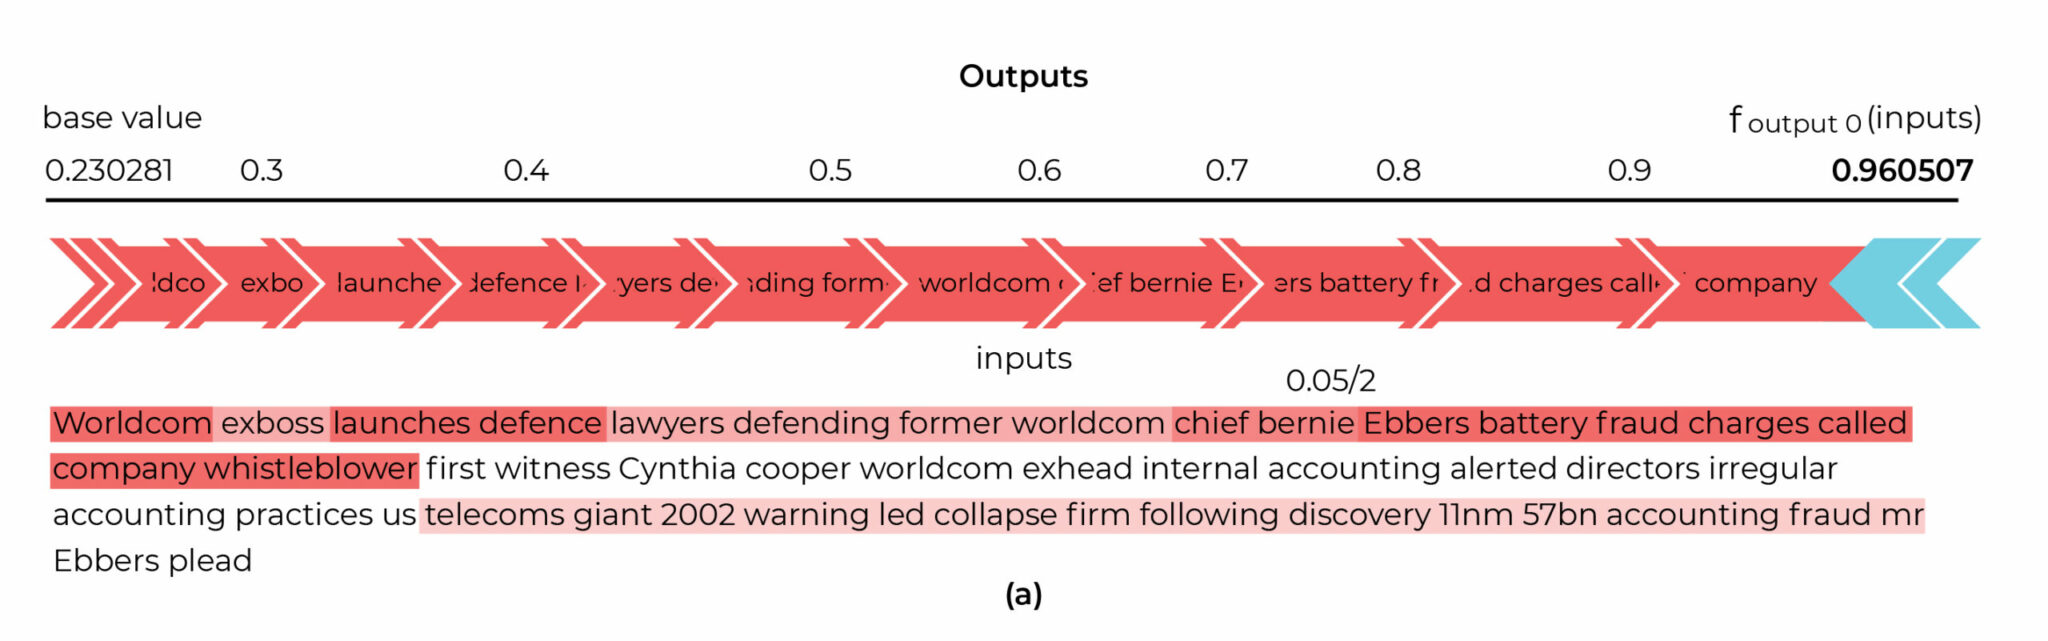 Outputs
base value
f output 0 (inputs)
0.230281 0.3 0.4 0.5 0.6 0.7 0.8 0.9 0.960507
ldco exbo launche defence yers de ding form worldcom ef bernie E ers battery fr d charges call company
inputs
0.05/2
Worldcom exboss launches defence lawyers defending former worldcom chief bernie Ebbers battery fraud charges called
company whistleblower first witness Cynthia cooper worldcom exhead internal accounting alerted directors irregular
accounting practices us telecoms giant 2002 warning led collapse firm following discovery 11nm 57bn accounting fraud mr
Ebbers plead
(a)